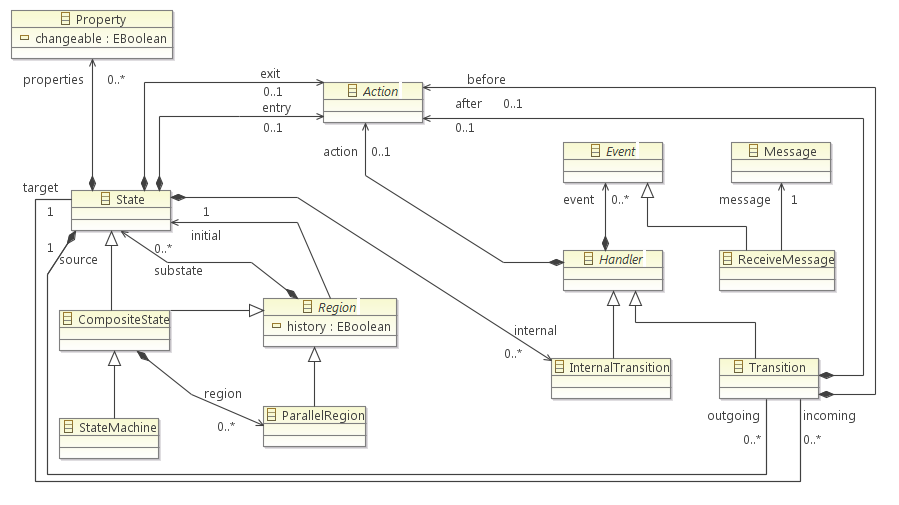 Property
changeable : EBoolean
properties
0..*
exit
0..1
entry
0..1
Action
before
after
0..1
0..1
action
0..1
Event
Message
event
0..*
message
1
target
1
State
1
initial
1
source
0..*
substate
Handler
ReceiveMessage
Region
history : EBoolean
CompositeState
internal
0..*
InternalTransition
Transition
region
0..*
ParallelRegion
StateMachine
outgoing
incoming
0..*
0..*